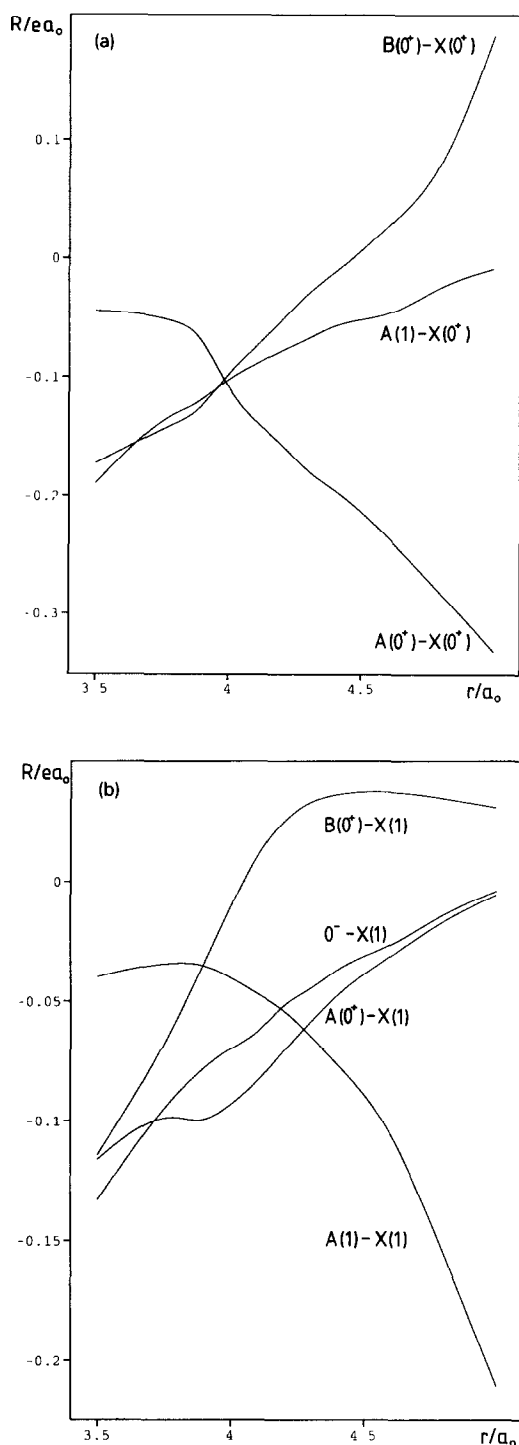 R/ea₀
(a)
B(0⁺)-X(0⁺)
0.1
0
A(1)-X(0⁺)
-0.1
-0.2
-0.3
A(0⁺)-X(0⁺)
3 5
4
4.5
r/a₀
R/ea₀
(b)
B(0⁺)-X(1)
0
0⁻-X(1)
-0.05
A(0⁺)-X(1)
-0.1
A(1)-X(1)
-0.15
-0.2
3.5
4
4 5
r/a₀